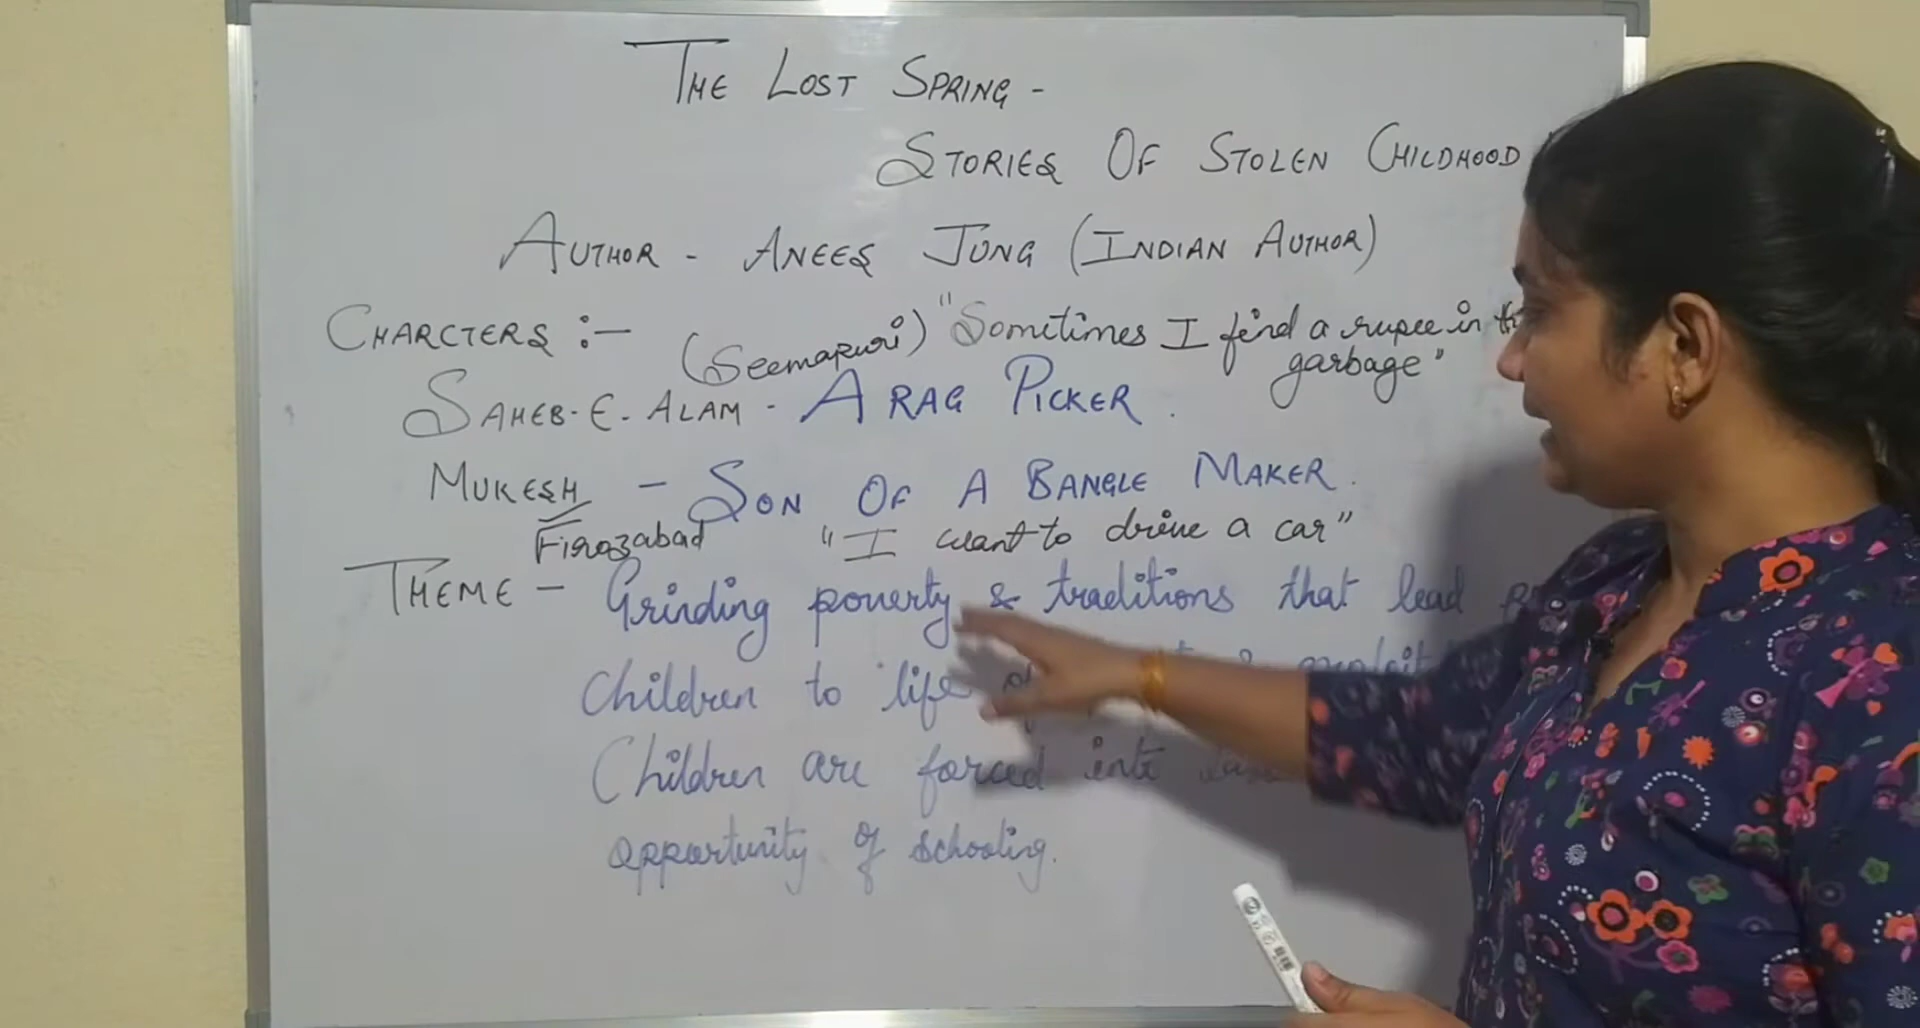 THE LOST SPRING -
STORIES OF STOLEN CHILDHOOD
AUTHOR - ANEES JUNG (INDIAN AUTHOR)
CHARCTERS :- (Seemapuri) "Sometimes I find a rupee in
garbage"
SAHEB-E-ALAM - A RAG PICKER.
MUKESH - SON OF A BANGLE MAKER.
Firozabad "I want to drive a car"
THEME - Grinding poverty & traditions that lead
Children to life of
Children are forced into
opportunity of schooling.